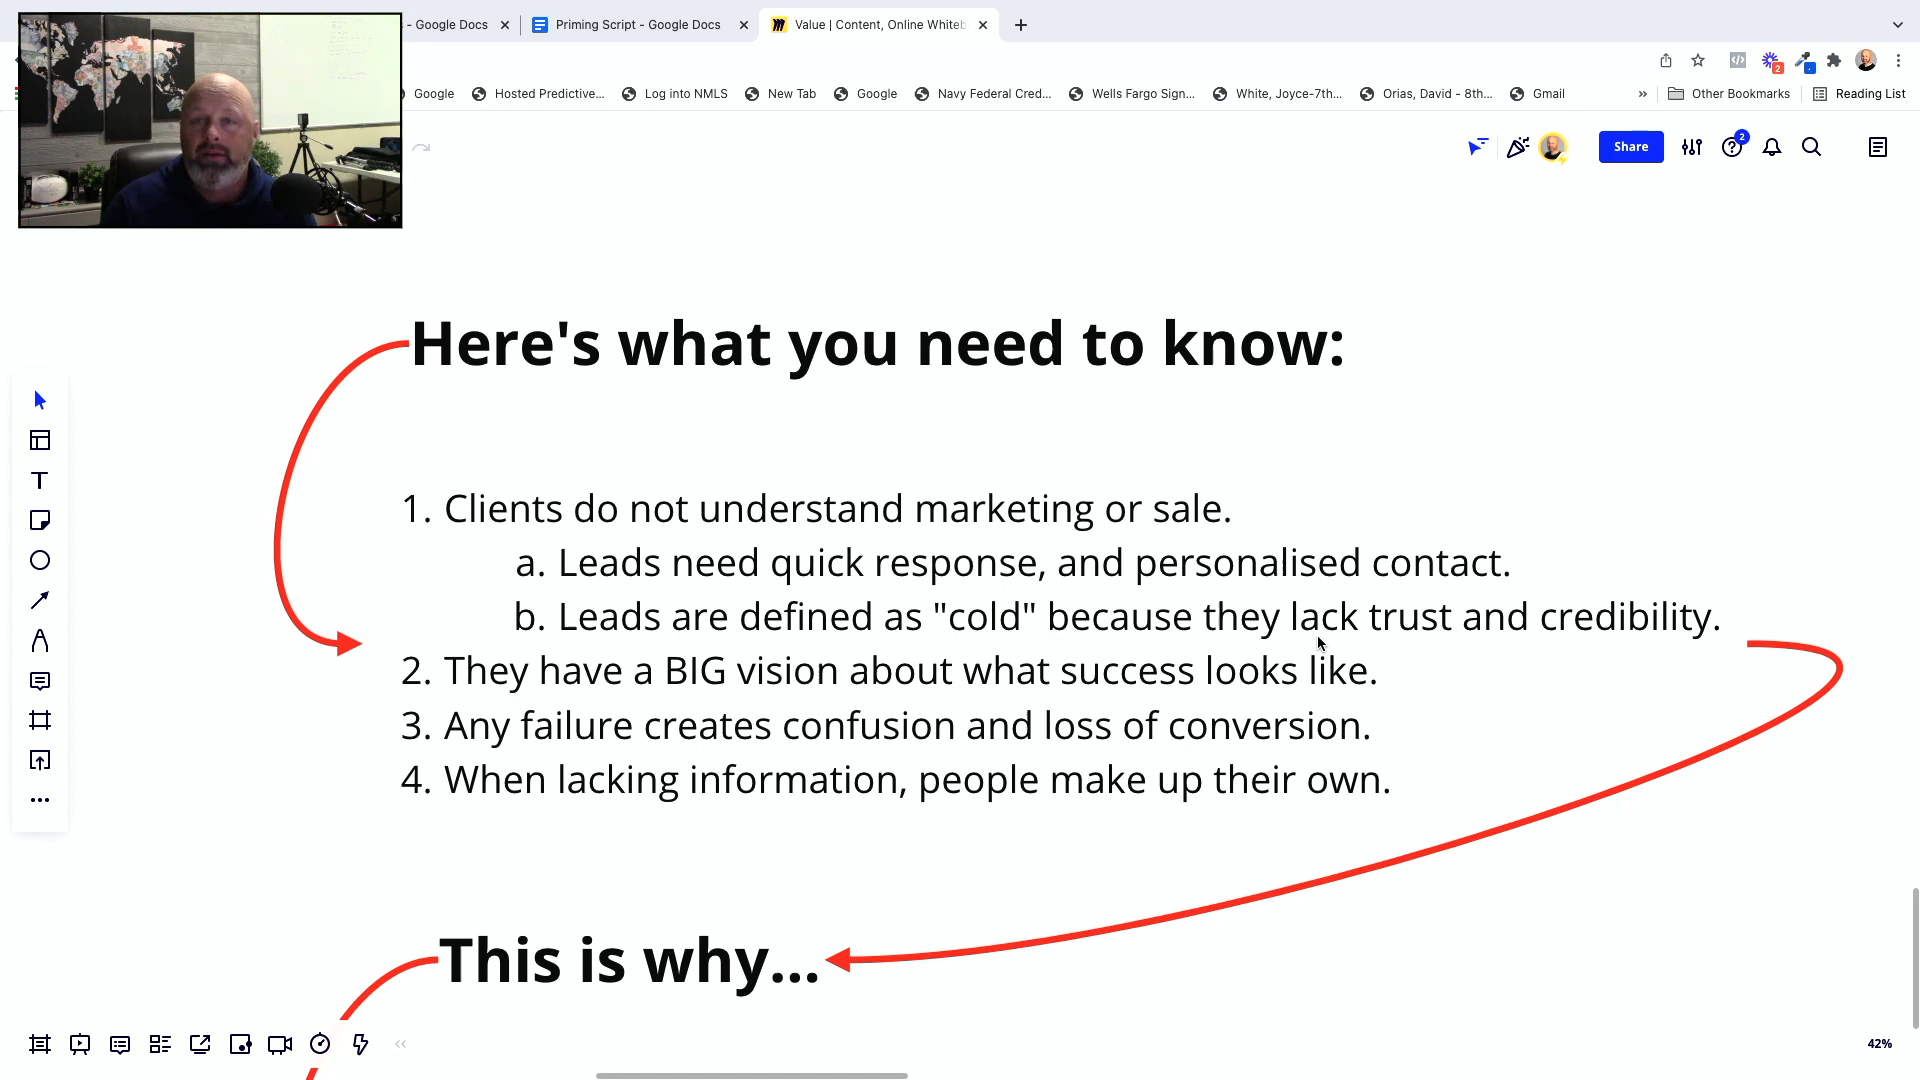 - Google Docs
Priming Script - Google Docs
Value | Content, Online Whiteb
Google
Hosted Predictive...
Log into NMLS
New Tab
Google
Navy Federal Cred...
Wells Fargo Sign...
White, Joyce-7th...
Orias, David - 8th...
Gmail
»
Other Bookmarks
Reading List
2
Share
2
Here's what you need to know:
1. Clients do not understand marketing or sale.
a. Leads need quick response, and personalised contact.
b. Leads are defined as "cold" because they lack trust and credibility.
2. They have a BIG vision about what success looks like.
3. Any failure creates confusion and loss of conversion.
4. When lacking information, people make up their own.
This is why...
42%